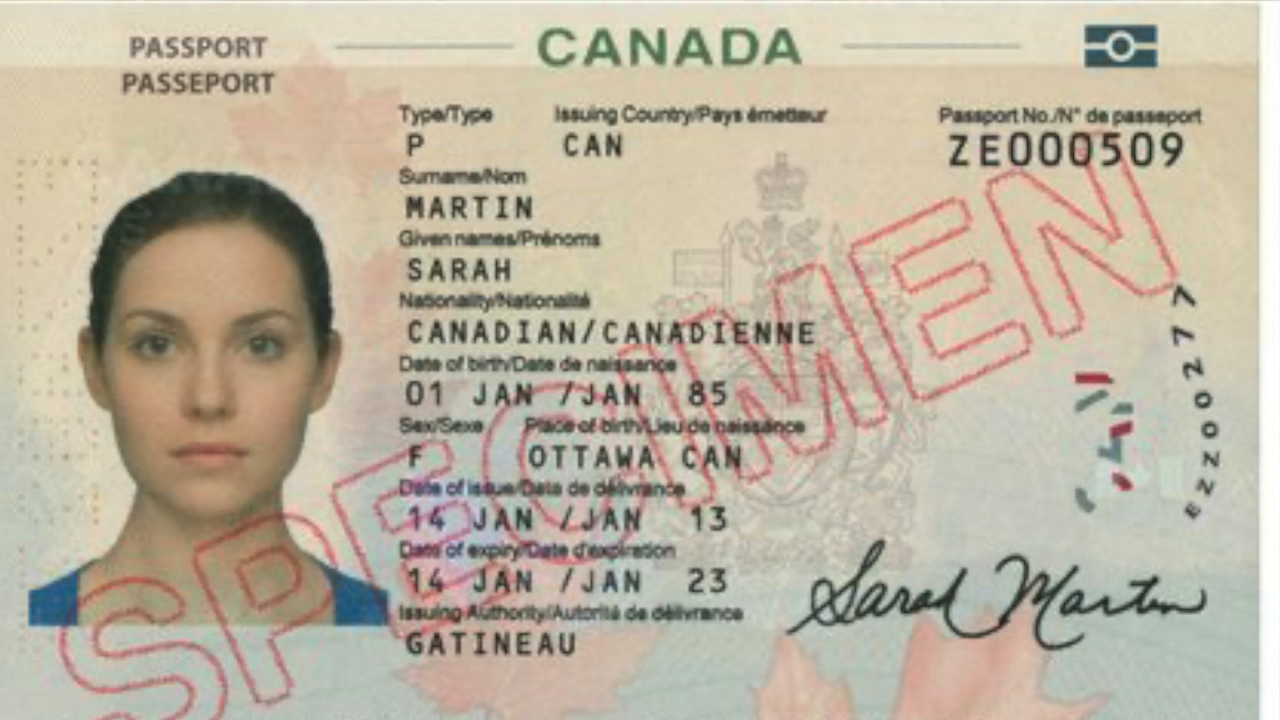 PASSPORT
PASSEPORT
CANADA
Type/Type Issuing Country/Pays émetteur Passport No./N° de passeport
P CAN ZE000509
Surname/Nom
MARTIN
Given names/Prénoms
SARAH
Nationality/Nationalité
CANADIAN/CANADIENNE
Date of birth/Date de naissance
01 JAN /JAN 85
Sex/Sexe Place of birth/Lieu de naissance
F OTTAWA CAN
Date of issue/Date de délivrance
14 JAN /JAN 13
Date of expiry/Date d'expiration
14 JAN /JAN 23
Issuing Authority/Autorité de délivrance
GATINEAU
Sarah Martin
SPECIMEN